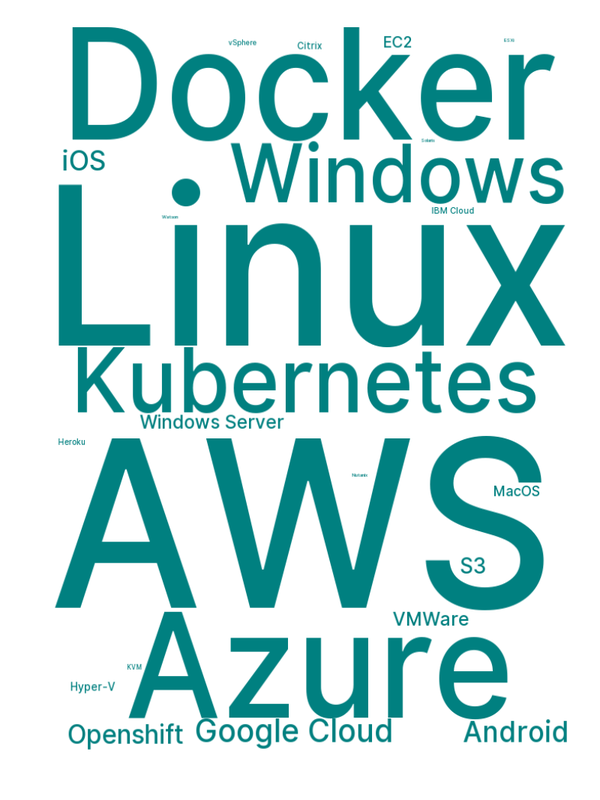 Docker
vSphere
Citrix
EC2
iOS
Windows
IBM Cloud
Linux
Kubernetes
Windows Server
Heroku
AWS
MacOS
S3
VMWare
Azure
KVM
Hyper-V
Openshift
Google Cloud
Android